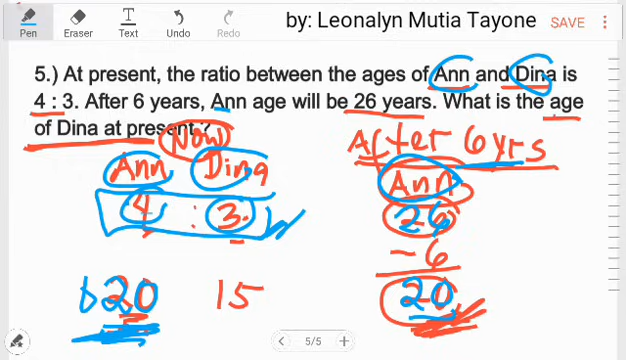 by: Leonalyn Mutia Tayone
SAVE
Pen
Eraser
Text
Undo
Redo
5.) At present, the ratio between the ages of Ann and Dina is
4 : 3. After 6 years, Ann age will be 26 years. What is the age
of Dina at present ?
Now
Ann Dina
4 : 3
20 15
After 6 yrs
Ann
26
- 6
20
< 5/5 +